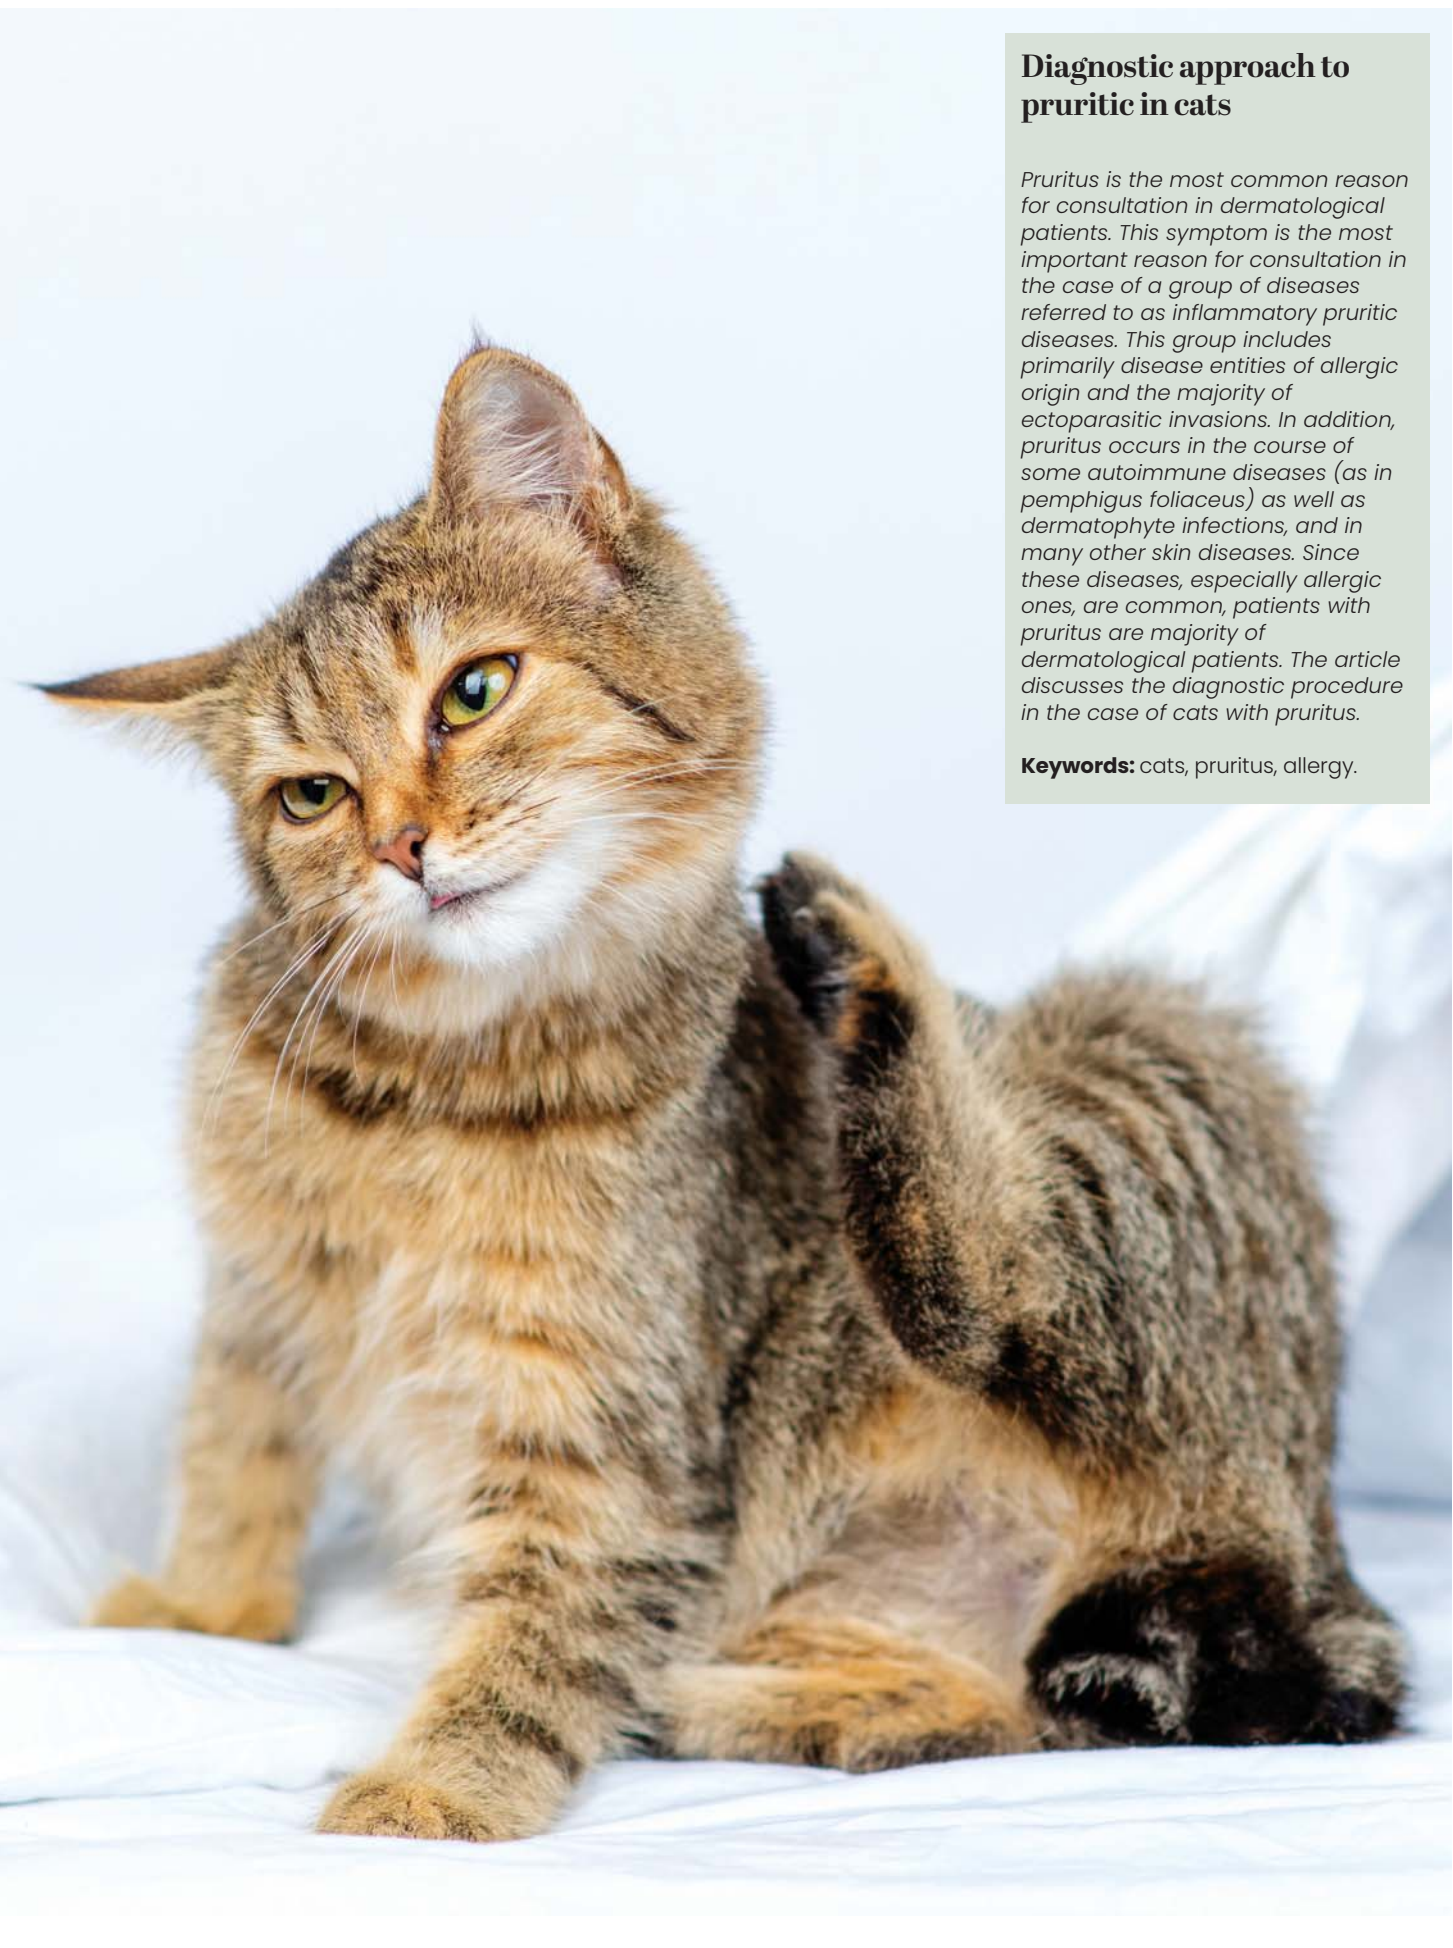 Diagnostic approach to
pruritic in cats
Pruritus is the most common reason
for consultation in dermatological
patients. This symptom is the most
important reason for consultation in
the case of a group of diseases
referred to as inflammatory pruritic
diseases. This group includes
primarily disease entities of allergic
origin and the majority of
ectoparasitic invasions. In addition,
pruritus occurs in the course of
some autoimmune diseases (as in
pemphigus foliaceus) as well as
dermatophyte infections, and in
many other skin diseases. Since
these diseases, especially allergic
ones, are common, patients with
pruritus are majority of
dermatological patients. The article
discusses the diagnostic procedure
in the case of cats with pruritus.
Keywords: cats, pruritus, allergy.